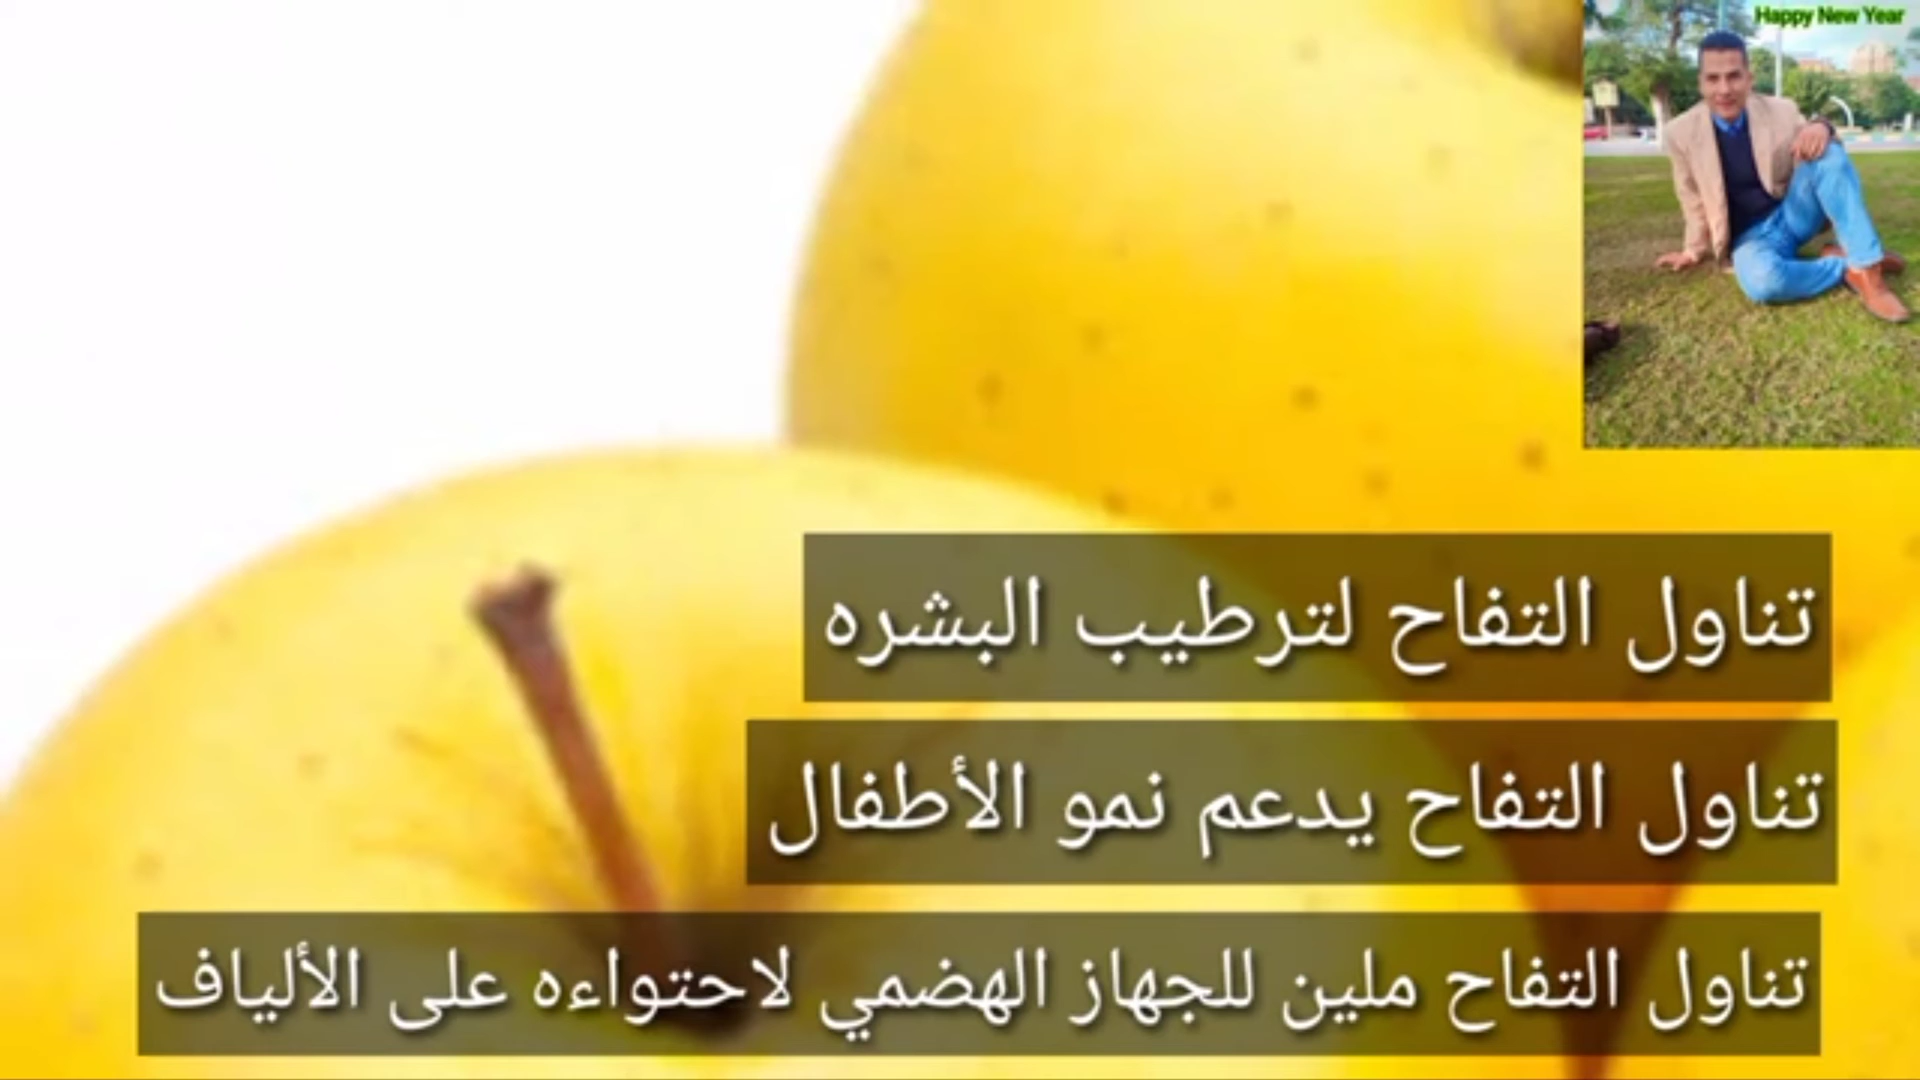 Happy New Year
تناول التفاح لترطيب البشره
تناول التفاح يدعم نمو الأطفال
تناول التفاح ملين للجهاز الهضمي لاحتواءه على الألياف